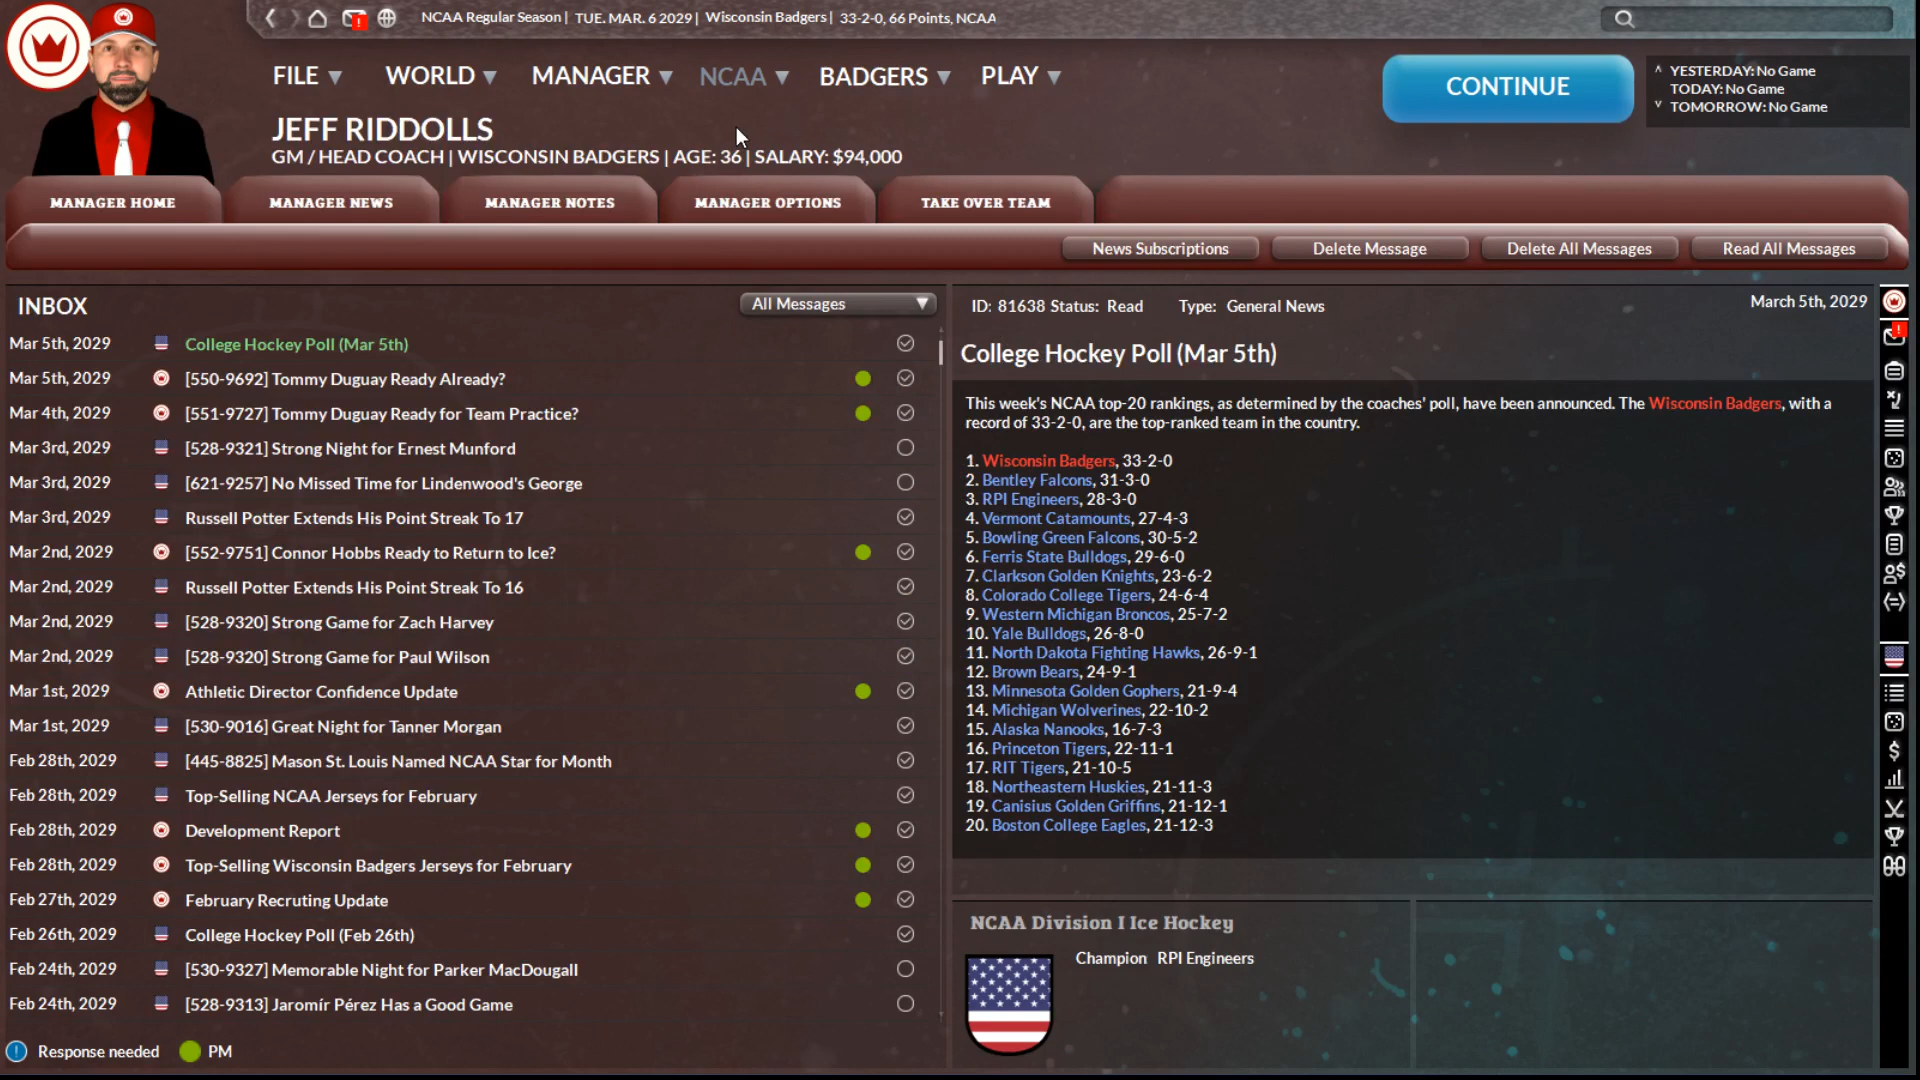 NCAA Regular Season | TUE. MAR. 6 2029 | Wisconsin Badgers | 33-2-0, 66 Points, NCAA
FILE ▼ WORLD ▼ MANAGER ▼ NCAA ▼ BADGERS ▼ PLAY ▼
CONTINUE
YESTERDAY: No Game
TODAY: No Game
TOMORROW: No Game
JEFF RIDDOLLS
GM / HEAD COACH | WISCONSIN BADGERS | AGE: 36 | SALARY: $94,000
MANAGER HOME MANAGER NEWS MANAGER NOTES MANAGER OPTIONS TAKE OVER TEAM
News Subscriptions Delete Message Delete All Messages Read All Messages
INBOX All Messages ▼
Mar 5th, 2029 College Hockey Poll (Mar 5th)
Mar 5th, 2029 [550-9692] Tommy Duguay Ready Already?
Mar 4th, 2029 [551-9727] Tommy Duguay Ready for Team Practice?
Mar 3rd, 2029 [528-9321] Strong Night for Ernest Munford
Mar 3rd, 2029 [621-9257] No Missed Time for Lindenwood's George
Mar 3rd, 2029 Russell Potter Extends His Point Streak To 17
Mar 2nd, 2029 [552-9751] Connor Hobbs Ready to Return to Ice?
Mar 2nd, 2029 Russell Potter Extends His Point Streak To 16
Mar 2nd, 2029 [528-9320] Strong Game for Zach Harvey
Mar 2nd, 2029 [528-9320] Strong Game for Paul Wilson
Mar 1st, 2029 Athletic Director Confidence Update
Mar 1st, 2029 [530-9016] Great Night for Tanner Morgan
Feb 28th, 2029 [445-8825] Mason St. Louis Named NCAA Star for Month
Feb 28th, 2029 Top-Selling NCAA Jerseys for February
Feb 28th, 2029 Development Report
Feb 28th, 2029 Top-Selling Wisconsin Badgers Jerseys for February
Feb 27th, 2029 February Recruting Update
Feb 26th, 2029 College Hockey Poll (Feb 26th)
Feb 24th, 2029 [530-9327] Memorable Night for Parker MacDougall
Feb 24th, 2029 [528-9313] Jaromír Pérez Has a Good Game
! Response needed PM
ID: 81638 Status: Read Type: General News March 5th, 2029
College Hockey Poll (Mar 5th)
This week's NCAA top-20 rankings, as determined by the coaches' poll, have been announced. The Wisconsin Badgers, with a
record of 33-2-0, are the top-ranked team in the country.
1. Wisconsin Badgers, 33-2-0
2. Bentley Falcons, 31-3-0
3. RPI Engineers, 28-3-0
4. Vermont Catamounts, 27-4-3
5. Bowling Green Falcons, 30-5-2
6. Ferris State Bulldogs, 29-6-0
7. Clarkson Golden Knights, 23-6-2
8. Colorado College Tigers, 24-6-4
9. Western Michigan Broncos, 25-7-2
10. Yale Bulldogs, 26-8-0
11. North Dakota Fighting Hawks, 26-9-1
12. Brown Bears, 24-9-1
13. Minnesota Golden Gophers, 21-9-4
14. Michigan Wolverines, 22-10-2
15. Alaska Nanooks, 16-7-3
16. Princeton Tigers, 22-11-1
17. RIT Tigers, 21-10-5
18. Northeastern Huskies, 21-11-3
19. Canisius Golden Griffins, 21-12-1
20. Boston College Eagles, 21-12-3
NCAA Division I Ice Hockey
Champion RPI Engineers